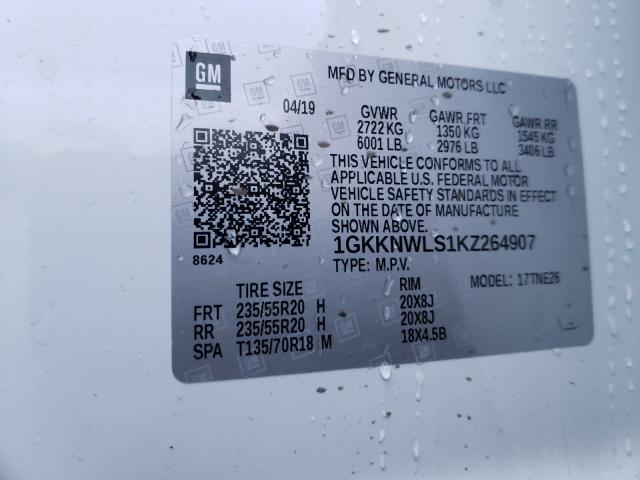 GM
MFD BY GENERAL MOTORS LLC
04/19
GVWR GAWR FRT GAWR RR
2722 KG 1350 KG 1545 KG
6001 LB 2976 LB 3406 LB
THIS VEHICLE CONFORMS TO ALL
APPLICABLE U.S. FEDERAL MOTOR
VEHICLE SAFETY STANDARDS IN EFFECT
ON THE DATE OF MANUFACTURE
SHOWN ABOVE.
8624
1GKKNWLS1KZ264907
TYPE: M.P.V. MODEL: 17TNE26
TIRE SIZE RIM
FRT 235/55R20 H 20X8J
RR 235/55R20 H 20X8J
SPA T135/70R18 M 18X4.5B